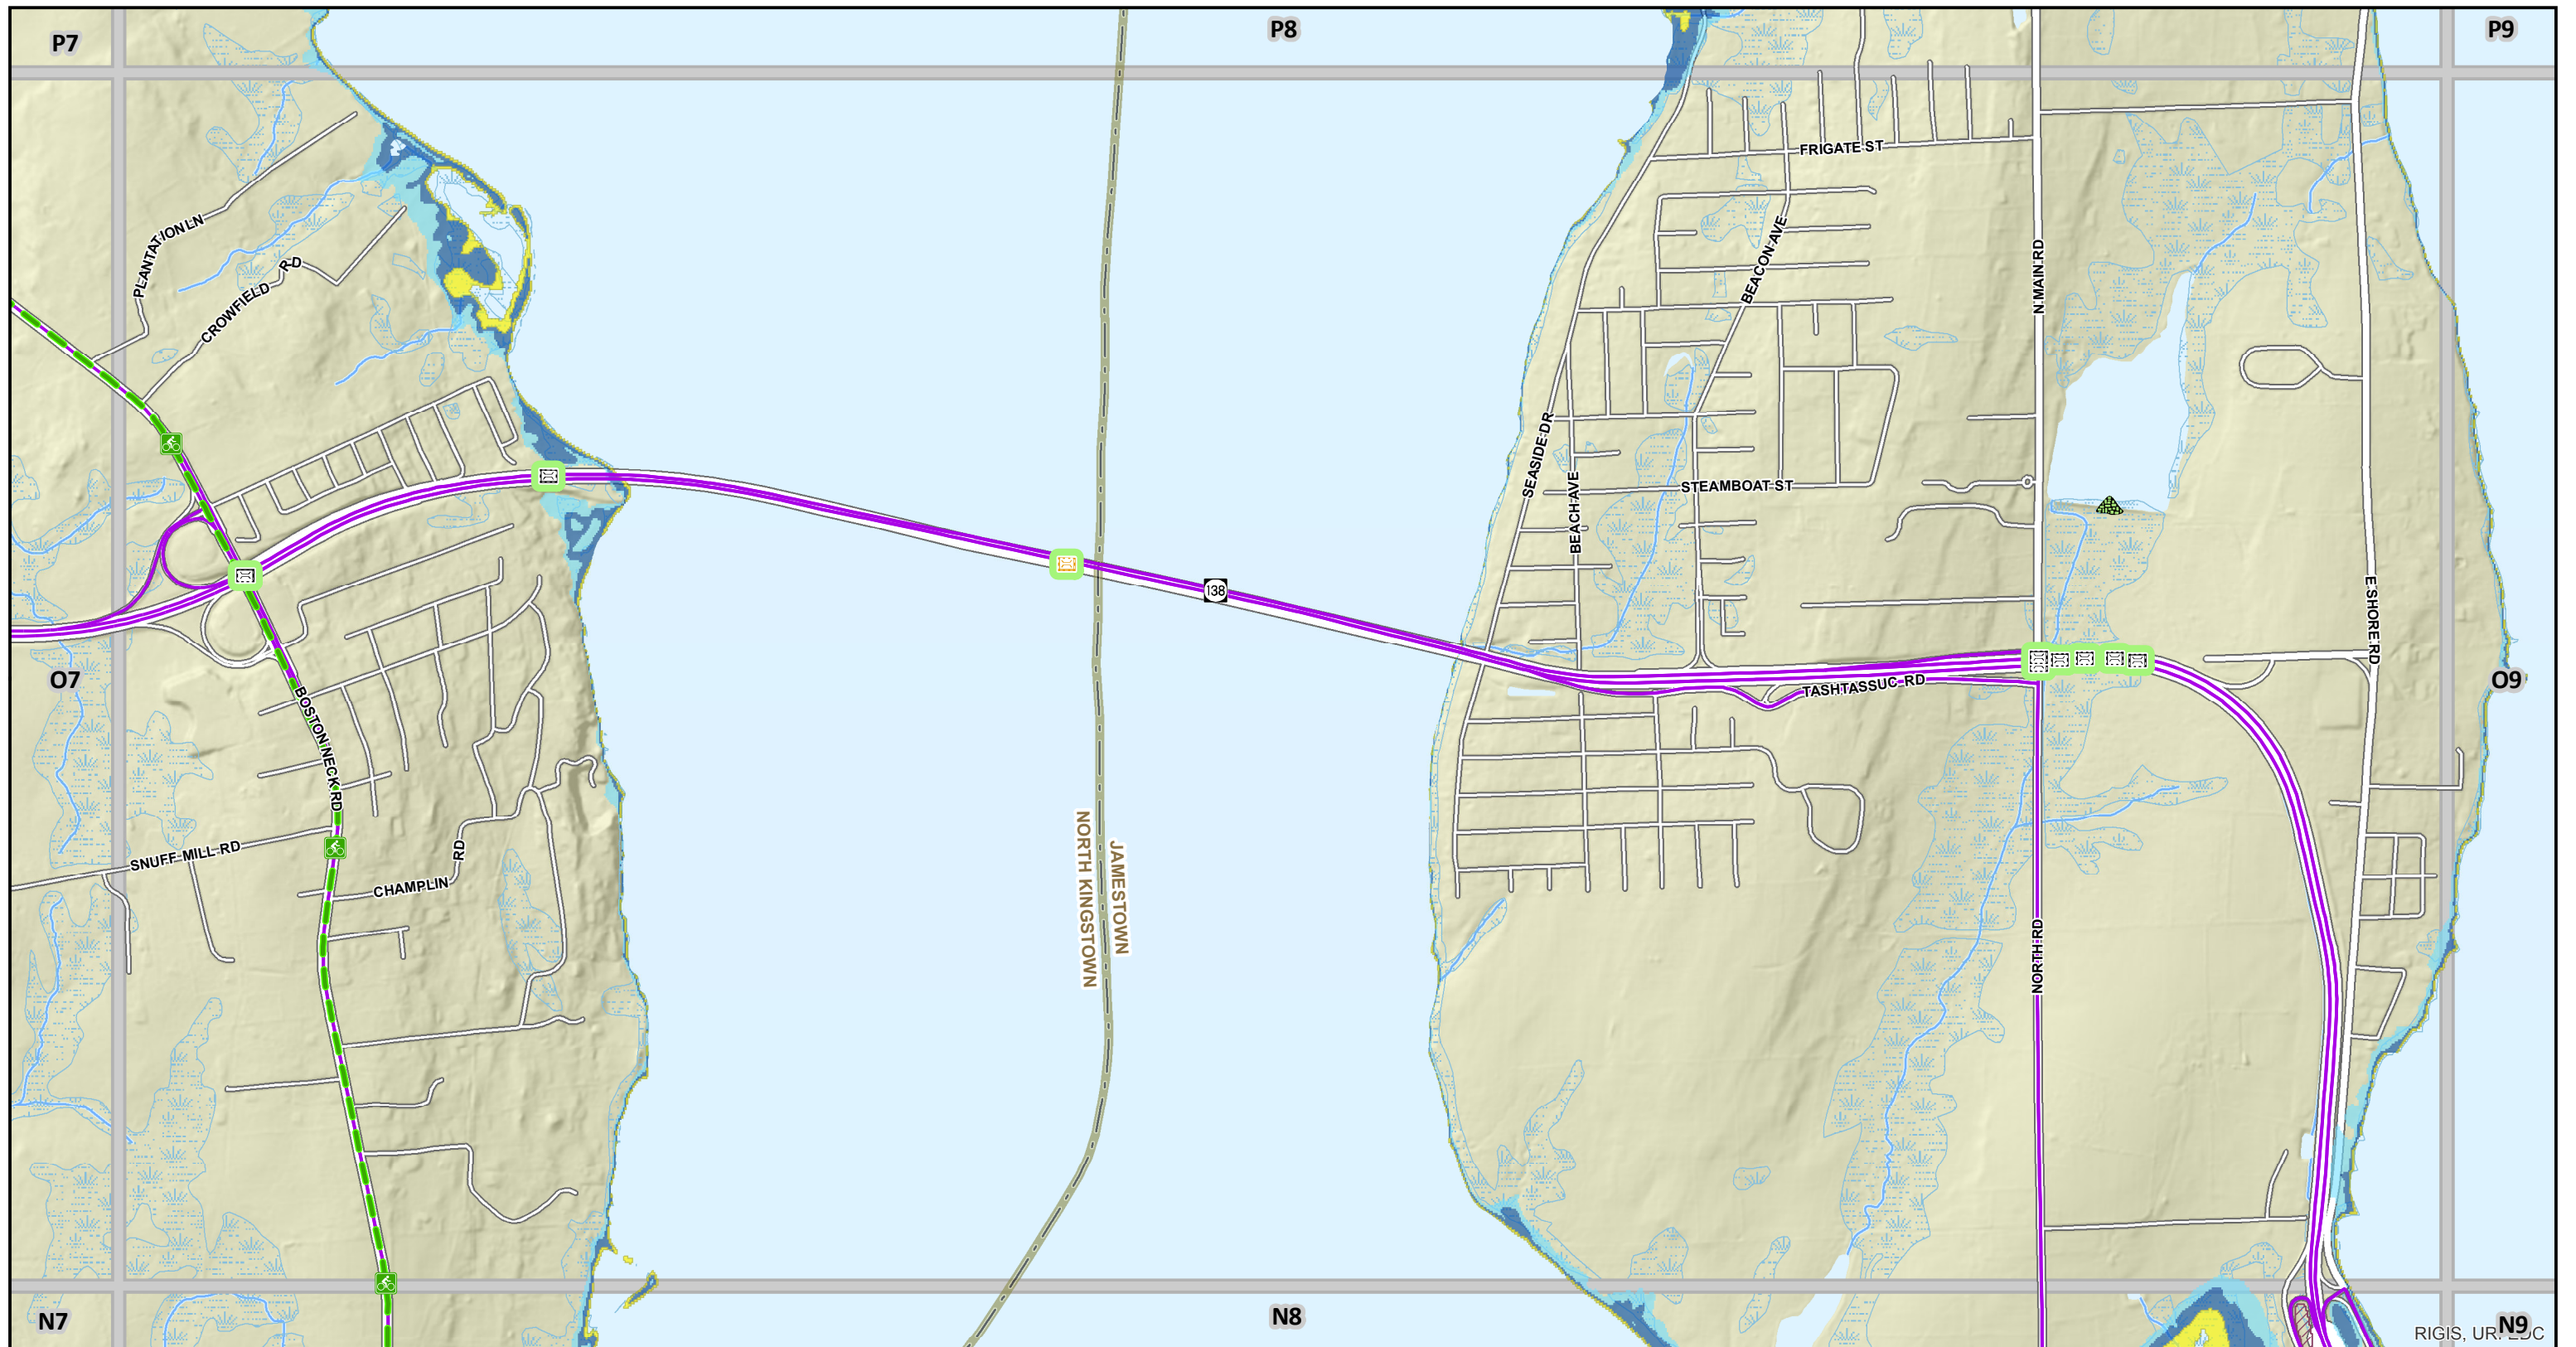 P7
P8
P9
FRIGATE ST
PLANTATION LN
CROWFIELD RD
BEACON AVE
N MAIN RD
SEASIDE DR
BEACH AVE
STEAMBOAT ST
138
E SHORE RD
O7
O9
TASHTASSUC RD
BOSTON NECK RD
SNUFF MILL RD
CHAMPLIN RD
NORTH KINGSTOWN
JAMESTOWN
NORTH RD
N7
N8
N9
RIGIS,